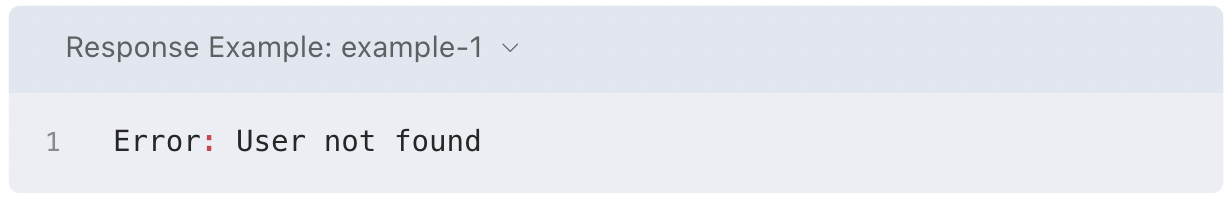 Response Example: example-1
1 Error: User not found